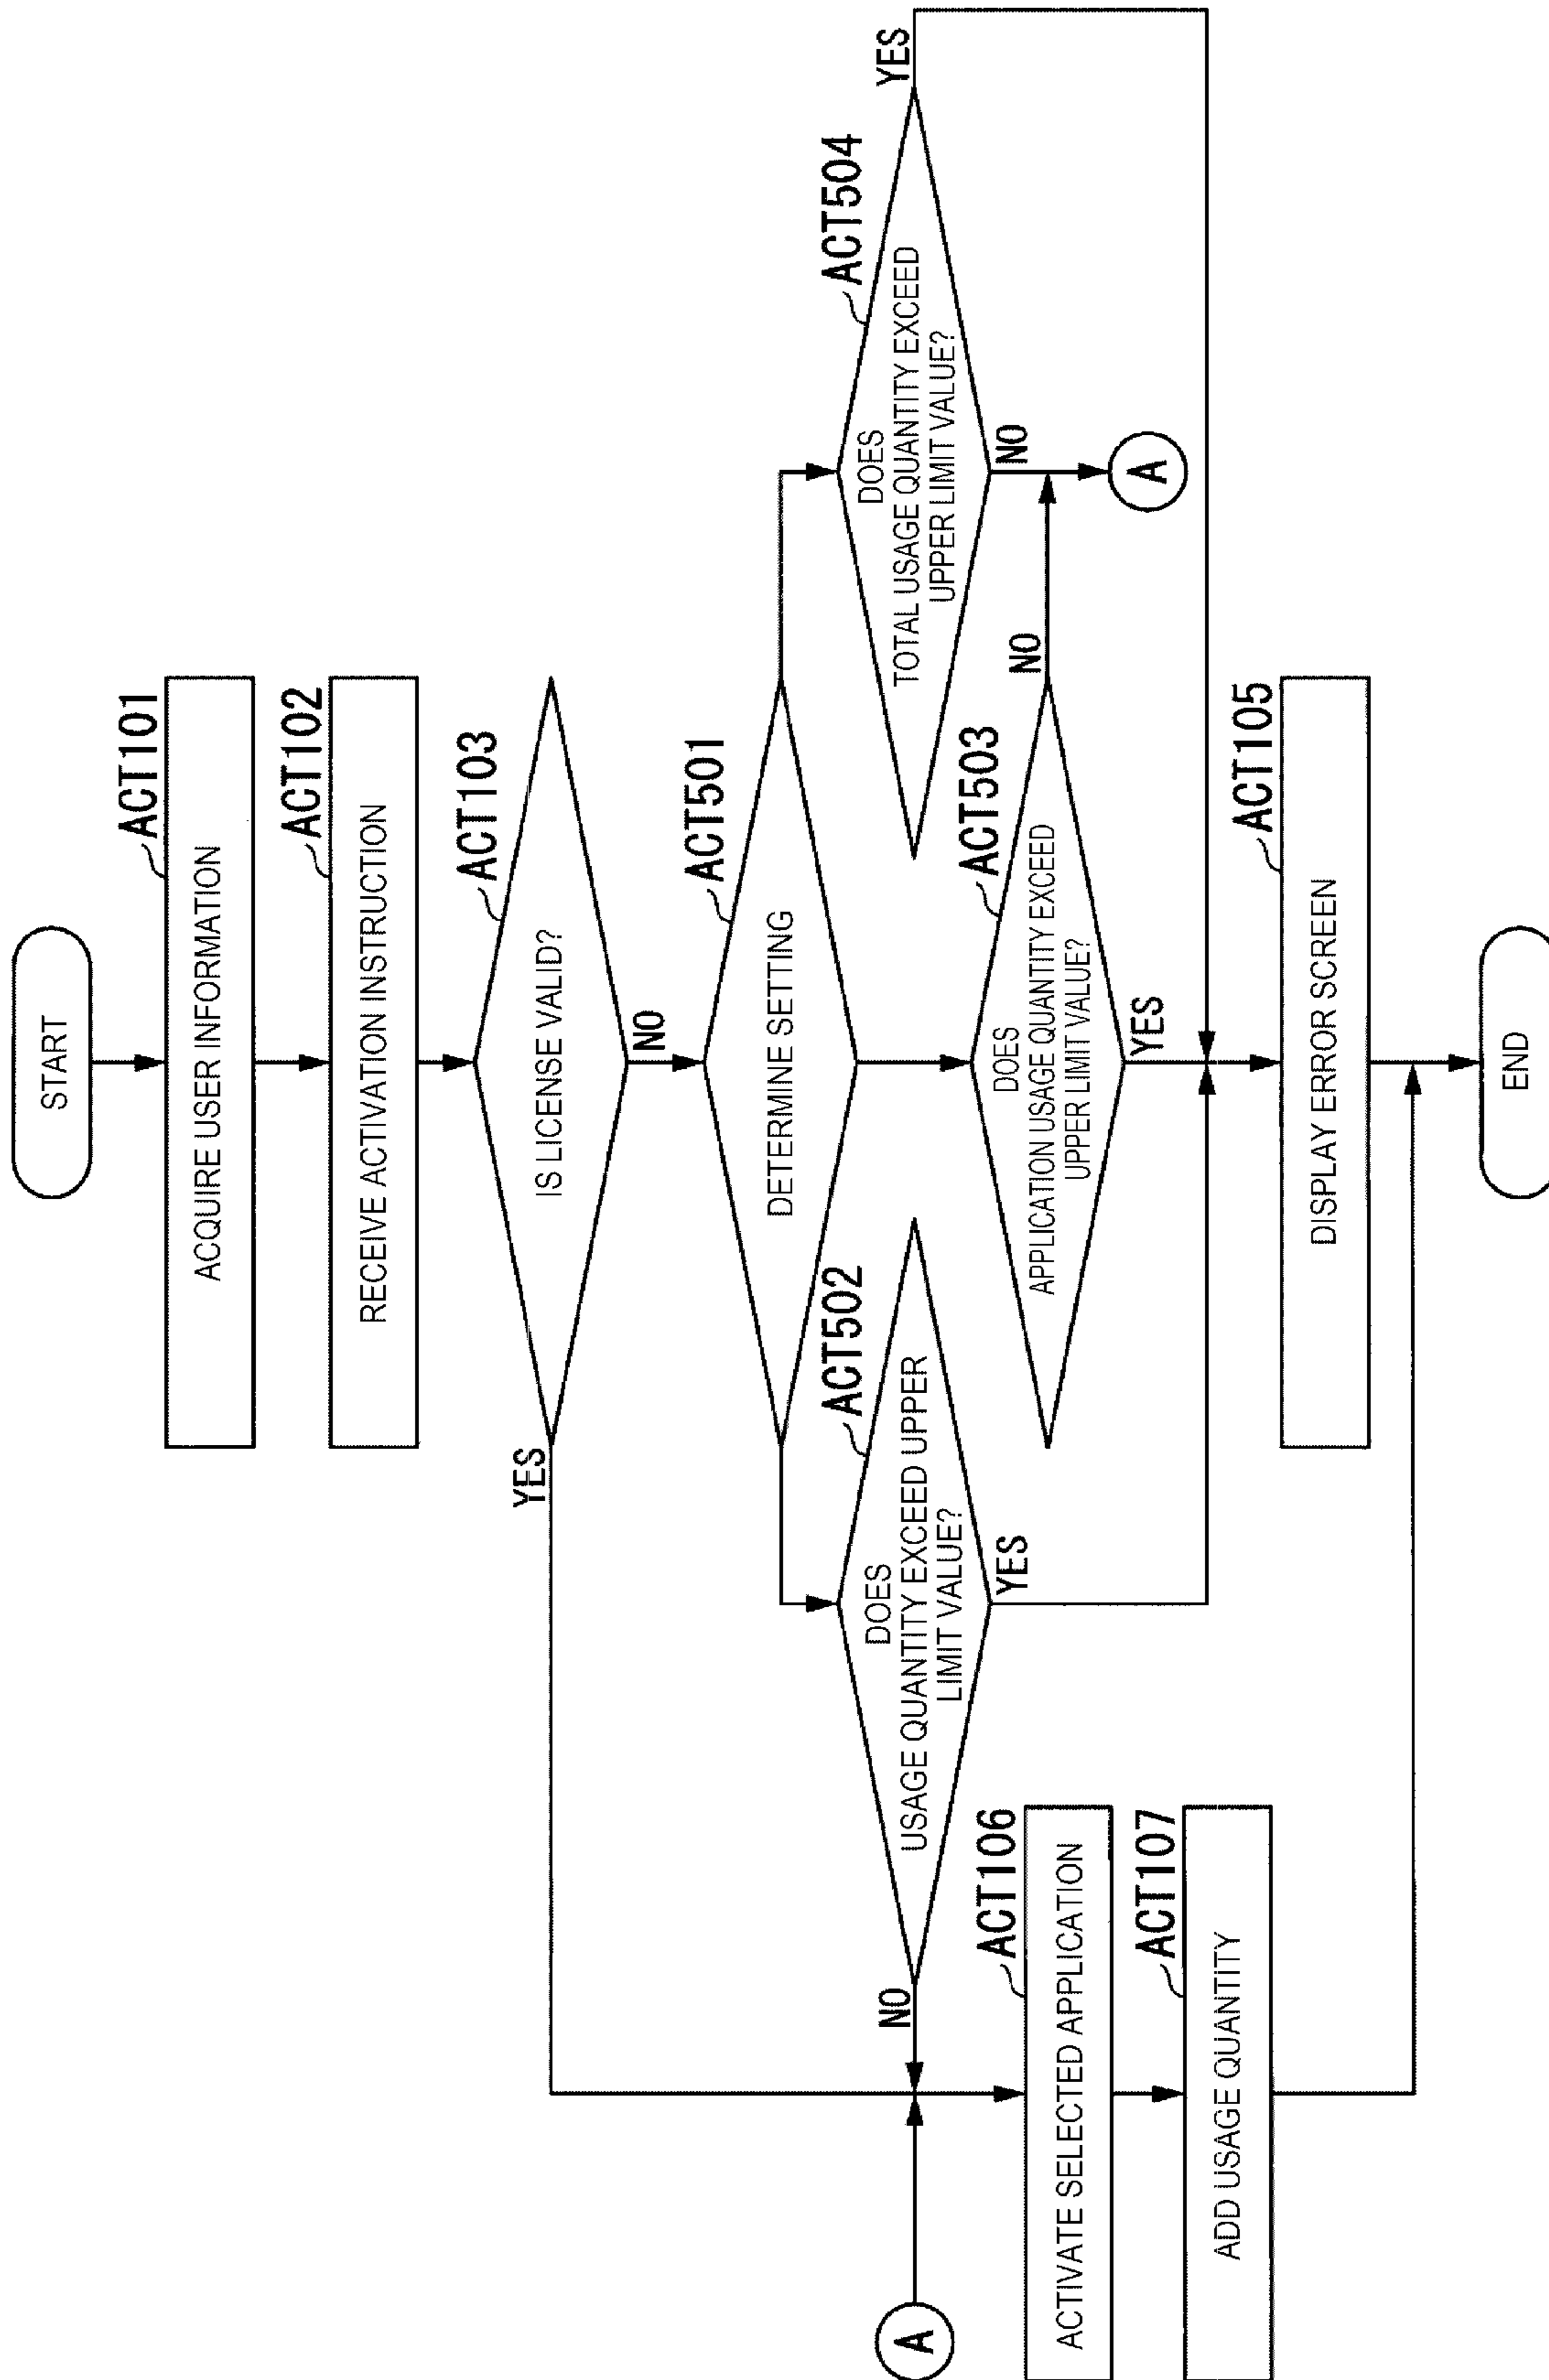 START
ACT101
ACQUIRE USER INFORMATION
ACT102
RECEIVE ACTIVATION INSTRUCTION
ACT103
IS LICENSE VALID?
YES
NO
ACT501
DETERMINE SETTING
ACT502
DOES
USAGE QUANTITY EXCEED UPPER
LIMIT VALUE?
NO
YES
ACT504
DOES
TOTAL USAGE QUANTITY EXCEED
UPPER LIMIT VALUE?
YES
NO
ACT503
DOES
APPLICATION USAGE QUANTITY EXCEED
UPPER LIMIT VALUE?
NO
YES
A
A
ACT106
ACTIVATE SELECTED APPLICATION
ACT107
ADD USAGE QUANTITY
ACT105
DISPLAY ERROR SCREEN
END